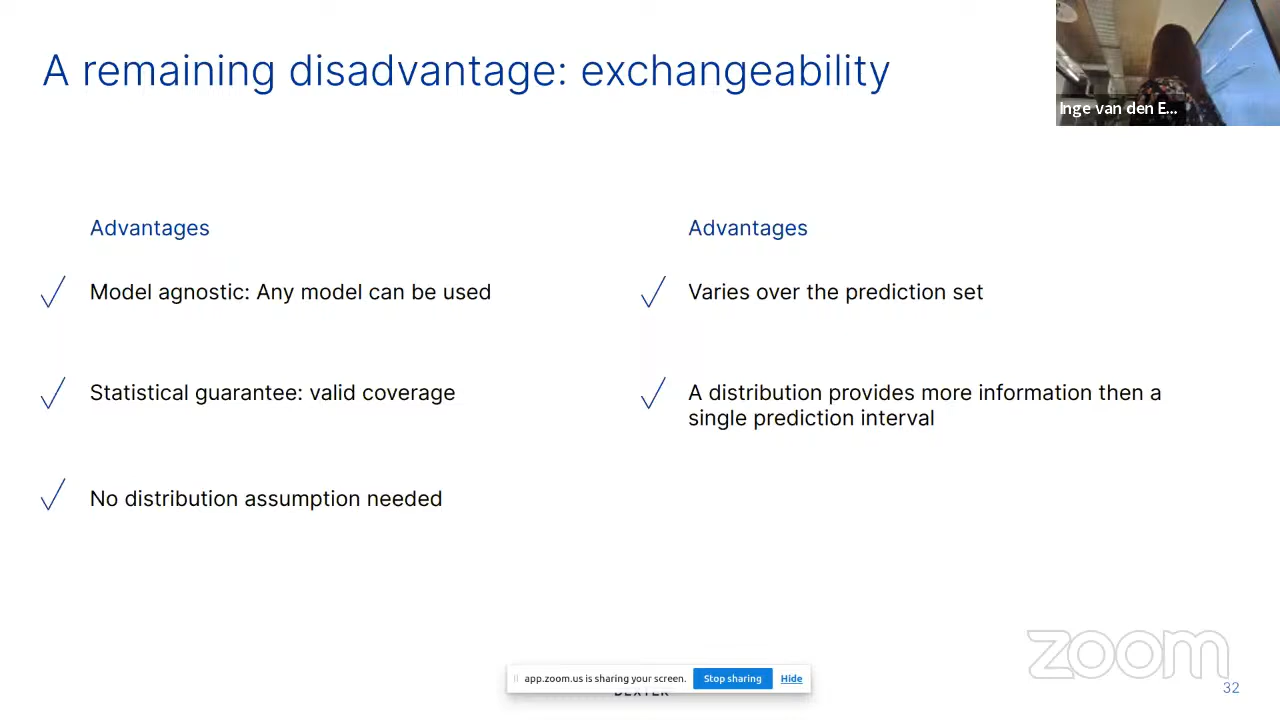 A remaining disadvantage: exchangeability
Inge van den E...
Advantages
Model agnostic: Any model can be used
Statistical guarantee: valid coverage
No distribution assumption needed
Advantages
Varies over the prediction set
A distribution provides more information then a
single prediction interval
zoom
app.zoom.us is sharing your screen. Stop sharing Hide
DEXTER
32